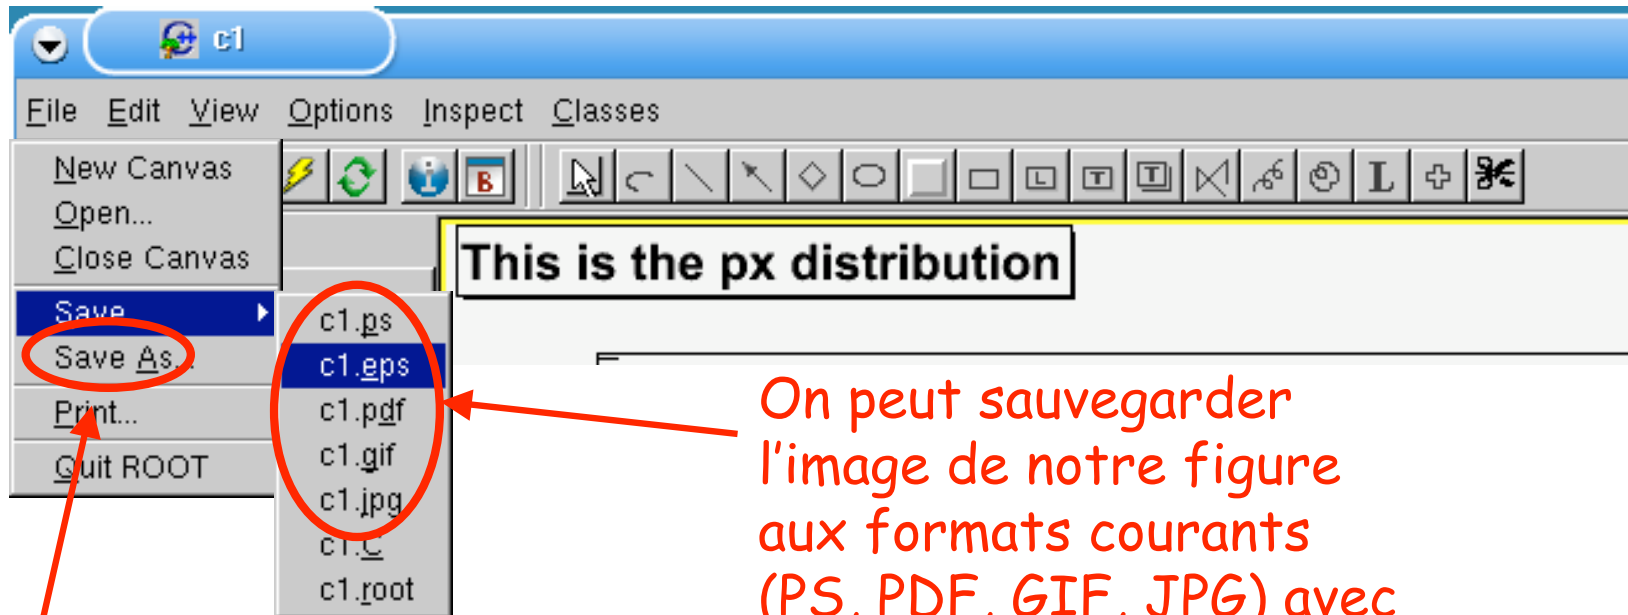 c1
File Edit View Options Inspect Classes
New Canvas
Open...
Close Canvas
Save
Save As...
Print...
Quit ROOT
B
L
T
T
L
This is the px distribution
c1.ps
c1.eps
c1.pdf
c1.gif
c1.jpg
c1.C
c1.root
On peut sauvegarder
l'image de notre figure
aux formats courants
(PS, PDF, GIF, JPG) avec